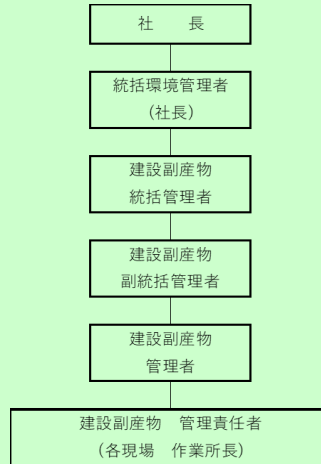 社　　長
統括環境管理者
(社長)
建設副産物
統括管理者
建設副産物
副統括管理者
建設副産物
管理者
建設副産物　管理責任者
(各現場　作業所長)